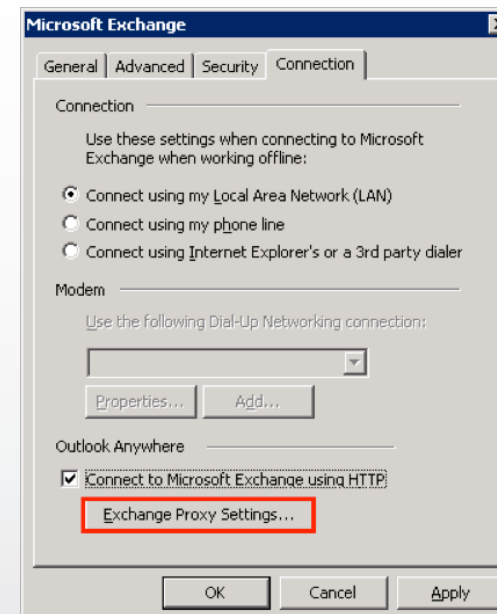 Microsoft Exchange
General Advanced Security Connection
Connection
Use these settings when connecting to Microsoft
Exchange when working offline:
Connect using my Local Area Network (LAN)
Connect using my phone line
Connect using Internet Explorer's or a 3rd party dialer
Modem
Use the following Dial-Up Networking connection:
Properties... Add...
Outlook Anywhere
Connect to Microsoft Exchange using HTTP
Exchange Proxy Settings...
OK Cancel Apply